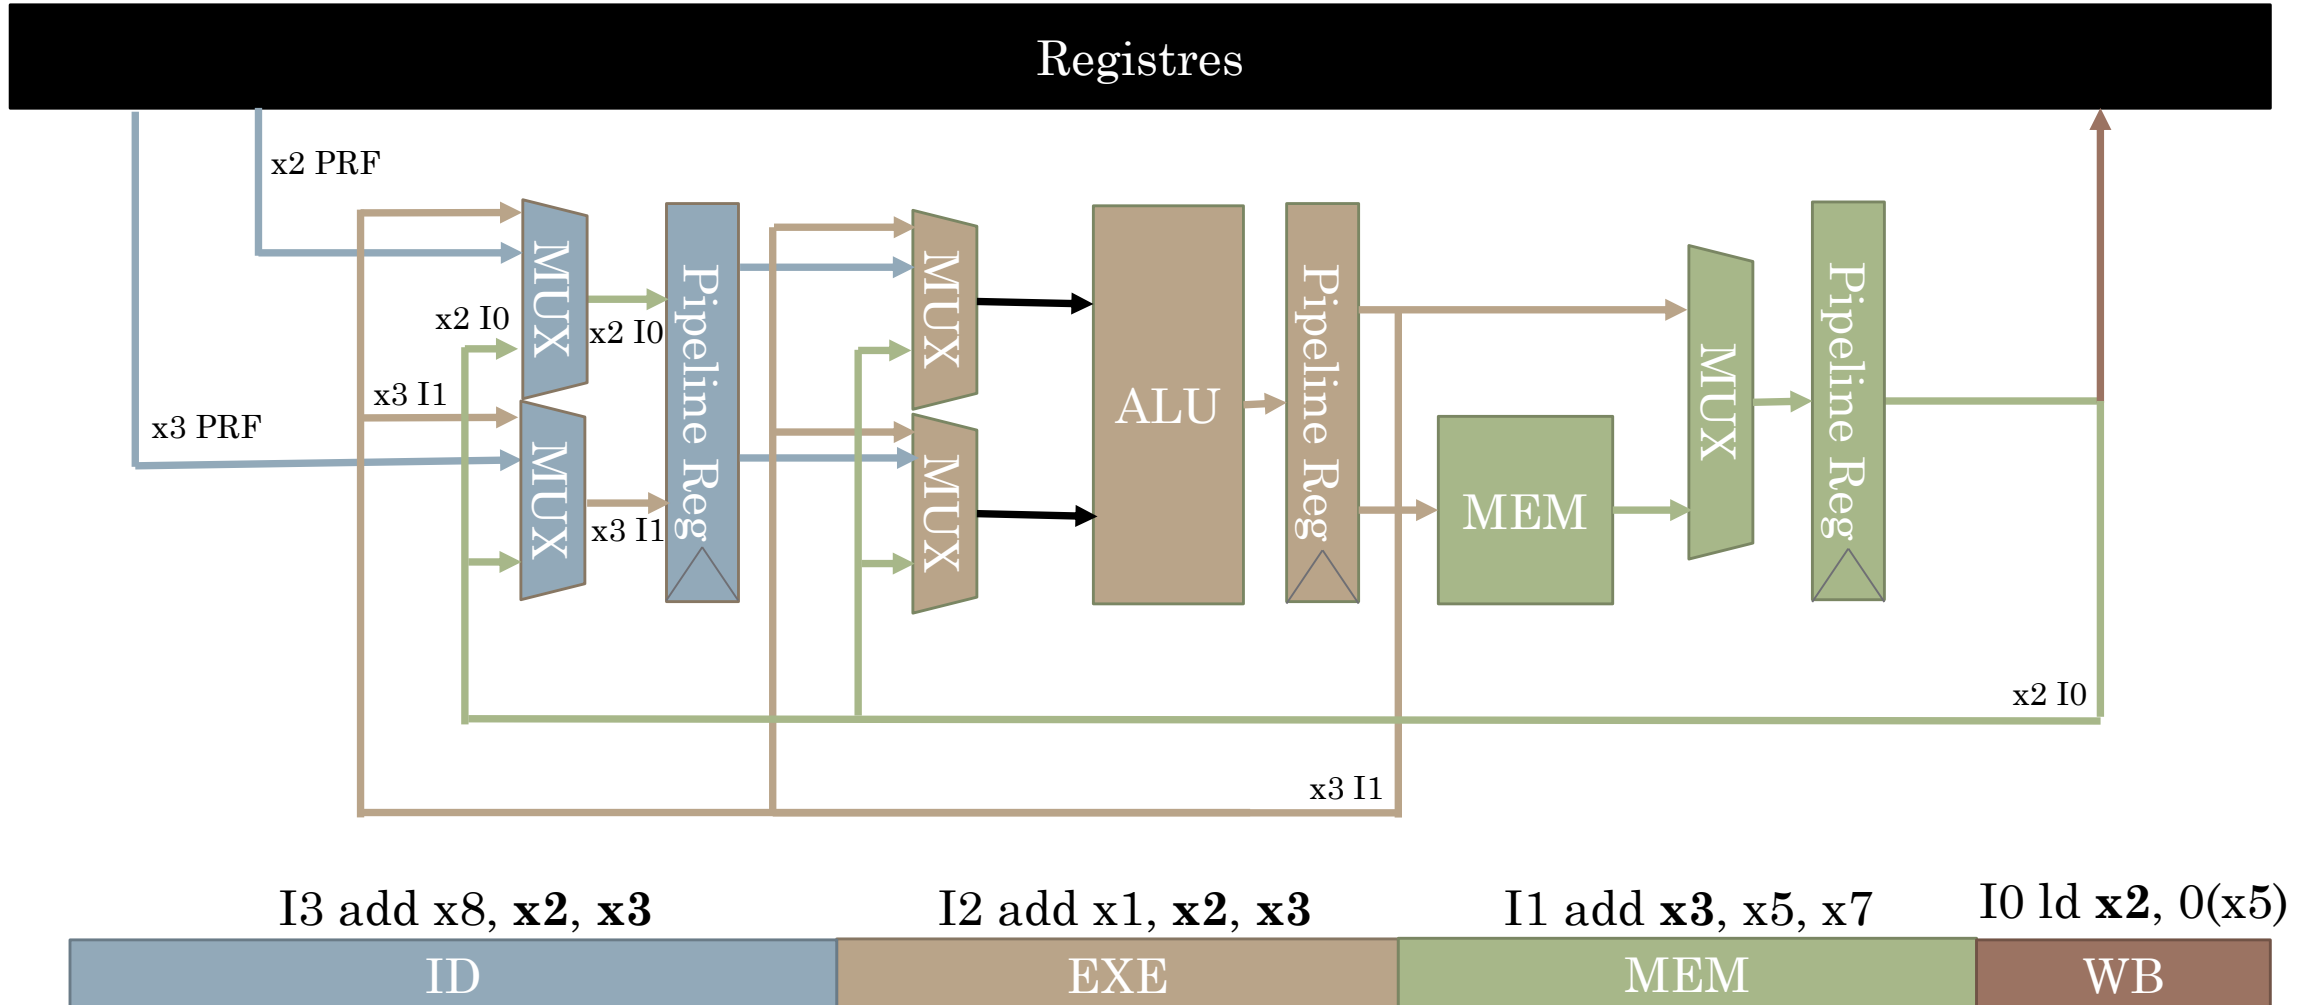 Registres
x2 PRF
x2 I0
x2 I0
x3 I1
x3 PRF
x3 I1
MUX
MUX
Pipeline Reg
MUX
MUX
ALU
Pipeline Reg
MEM
MUX
Pipeline Reg
x2 I0
x3 I1
I3 add x8, x2, x3
I2 add x1, x2, x3
I1 add x3, x5, x7
I0 ld x2, 0(x5)
ID
EXE
MEM
WB